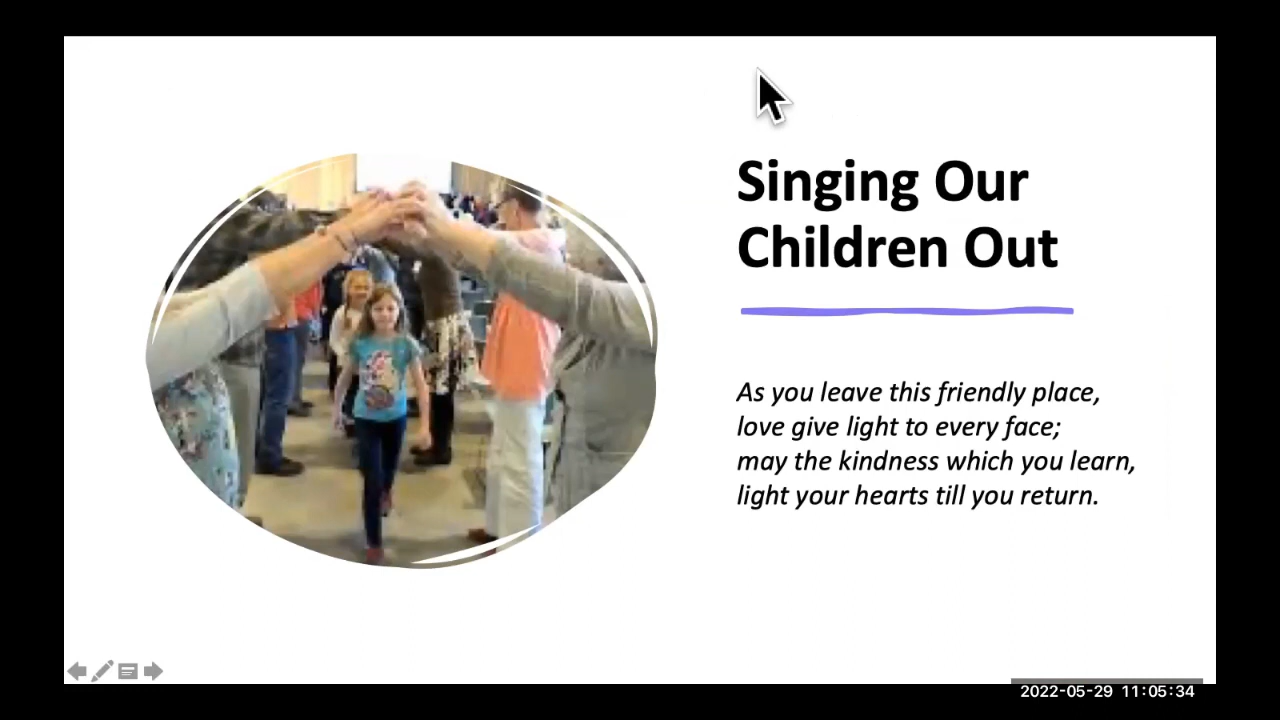 Singing Our
Children Out
As you leave this friendly place,
love give light to every face;
may the kindness which you learn,
light your hearts till you return.
2022-05-29 11:05:34